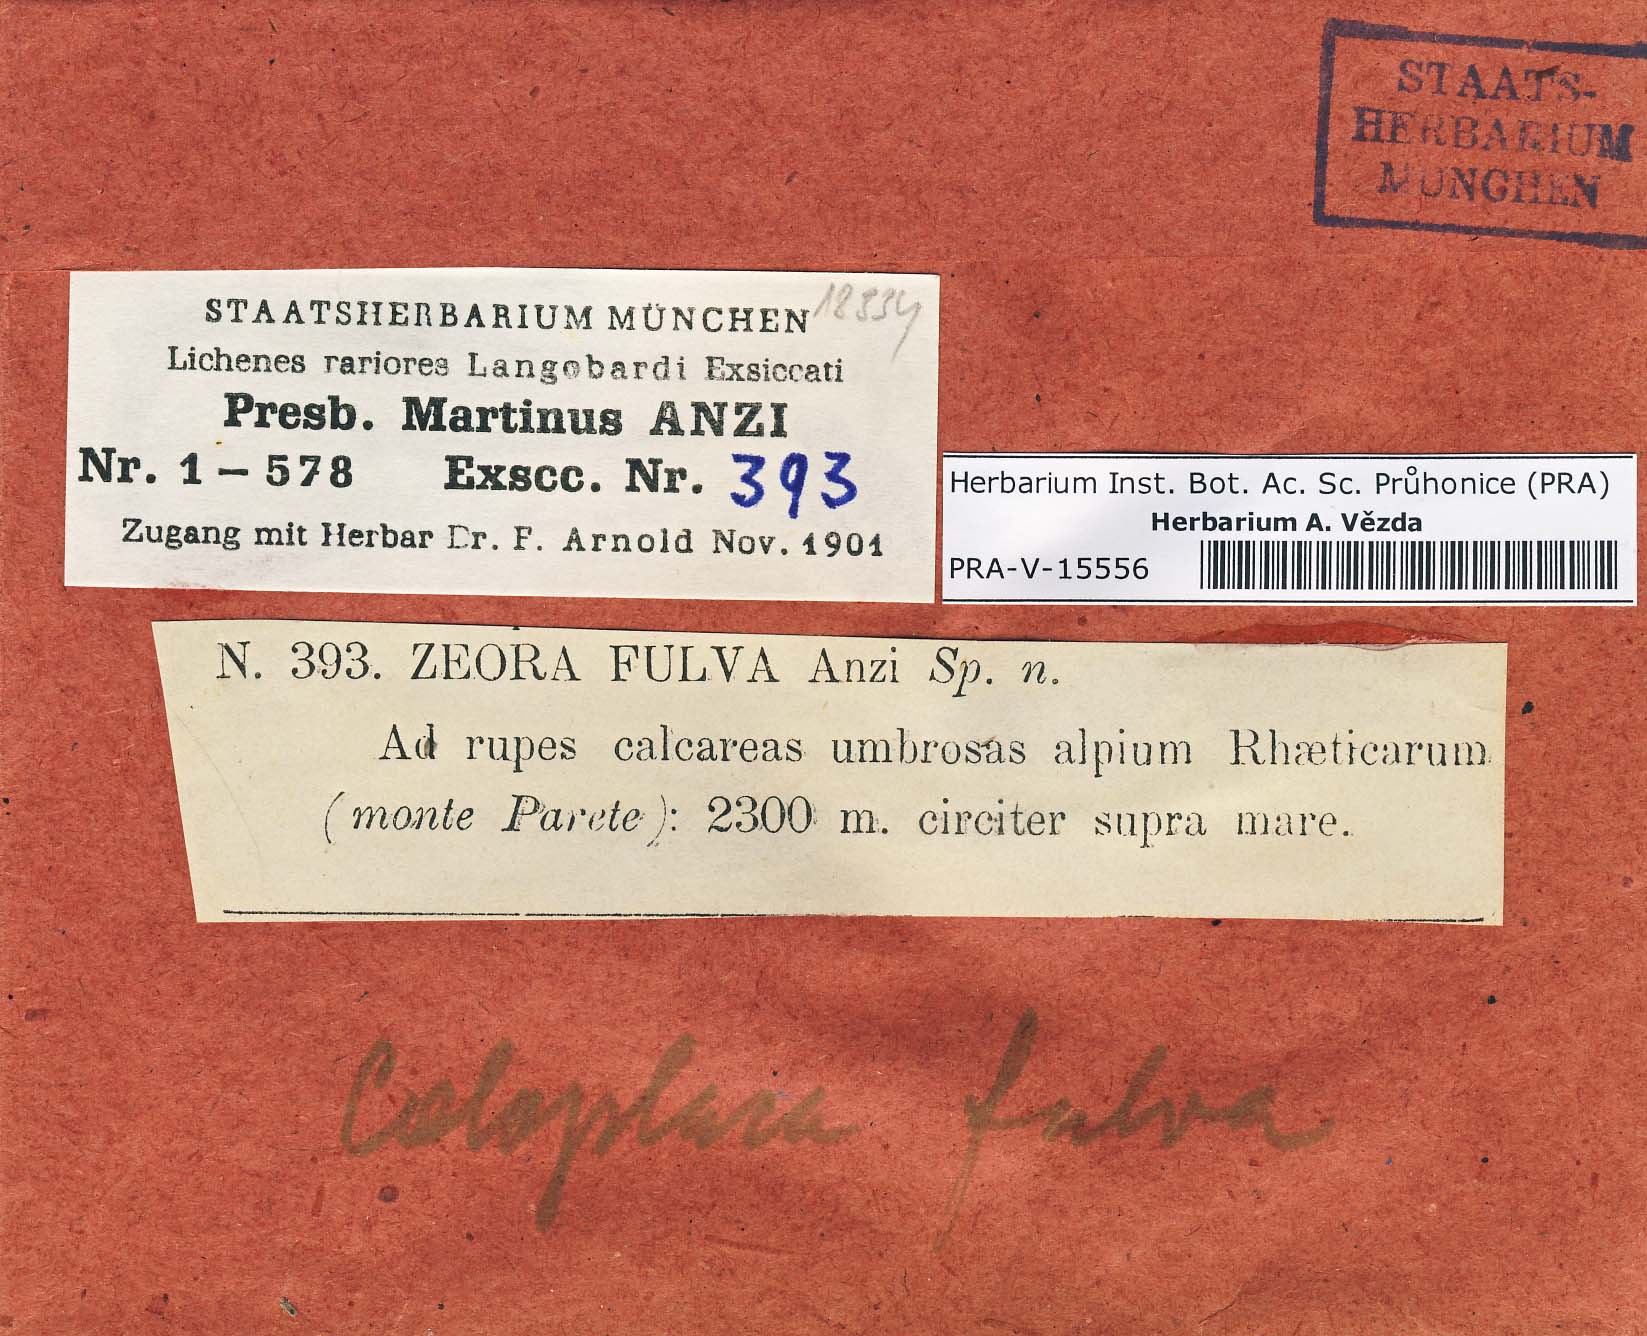 STAATS-
HERBARIUM
MÜNCHEN
STAATSHERBARIUM MÜNCHEN
Lichenes rariores Langobardi Exsiccati
Presb. Martinus ANZI
Nr. 1 – 578 Exscc. Nr. 393
Zugang mit Herbar Dr. F. Arnold Nov. 1901
Herbarium Inst. Bot. Ac. Sc. Průhonice (PRA)
Herbarium A. Vězda
PRA-V-15556
N. 393. ZEORA FULVA Anzi Sp. n.
Ad rupes calcareas umbrosas alpium Rhæticarum
(monte Parete): 2300 m. circiter supra mare.
Caloplaca fulva